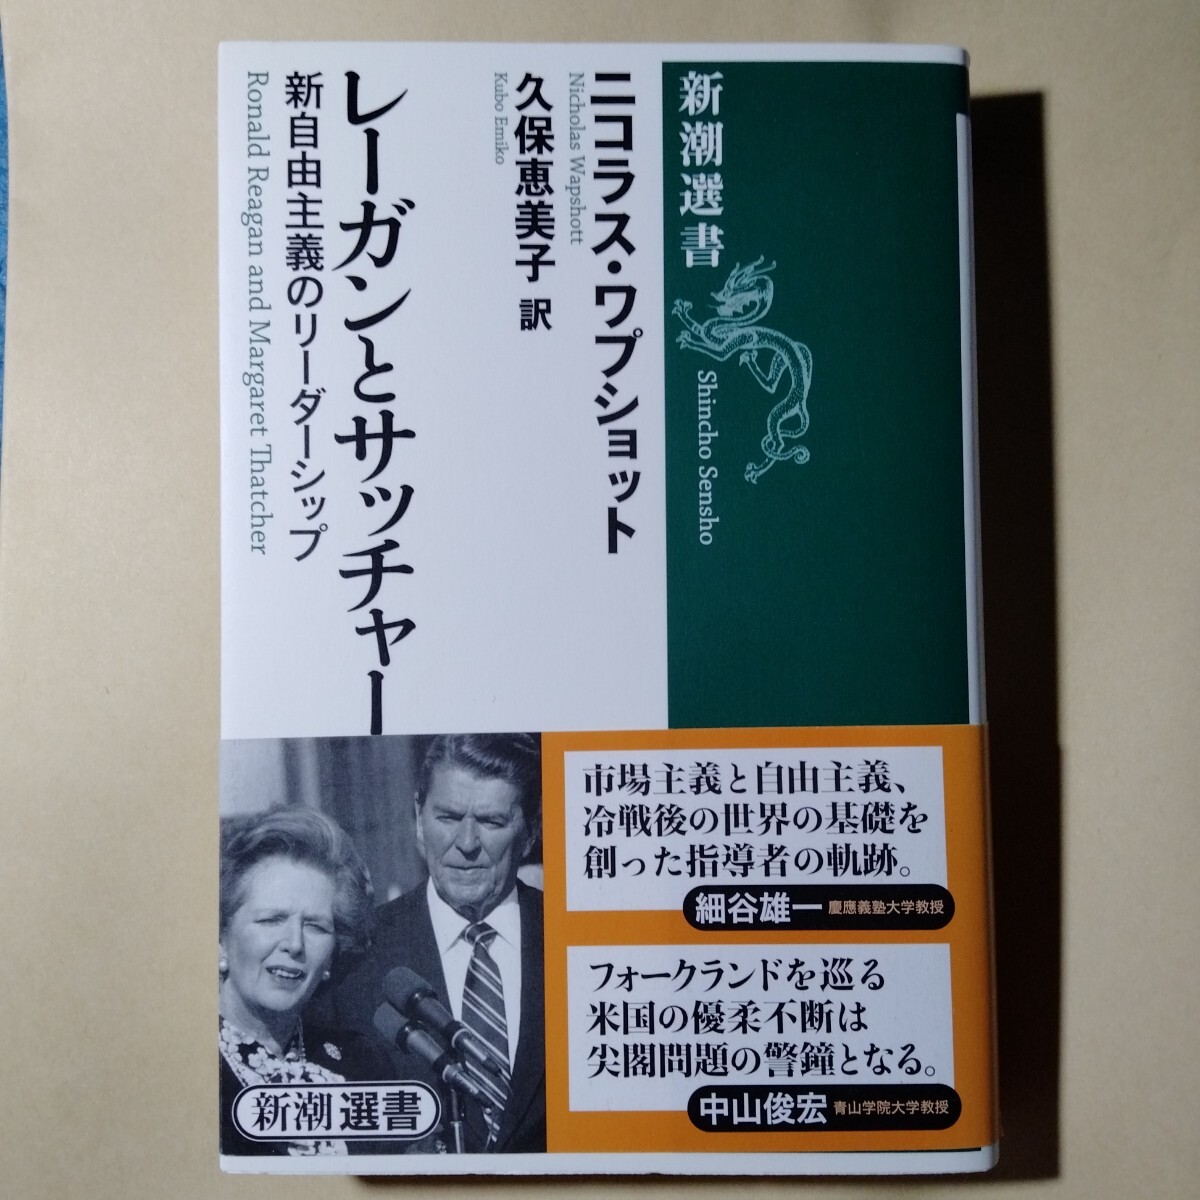 新潮選書
Shincho Sensho
ニコラス・ワプショット
Nicholas Wapshott
久保恵美子 訳
Kubo Emiko
レーガンとサッチャー
新自由主義のリーダーシップ
Ronald Reagan and Margaret Thatcher
市場主義と自由主義、
冷戦後の世界の基礎を
創った指導者の軌跡。
細谷雄一 慶應義塾大学教授
フォークランドを巡る
米国の優柔不断は
尖閣問題の警鐘となる。
中山俊宏 青山学院大学教授
新潮選書